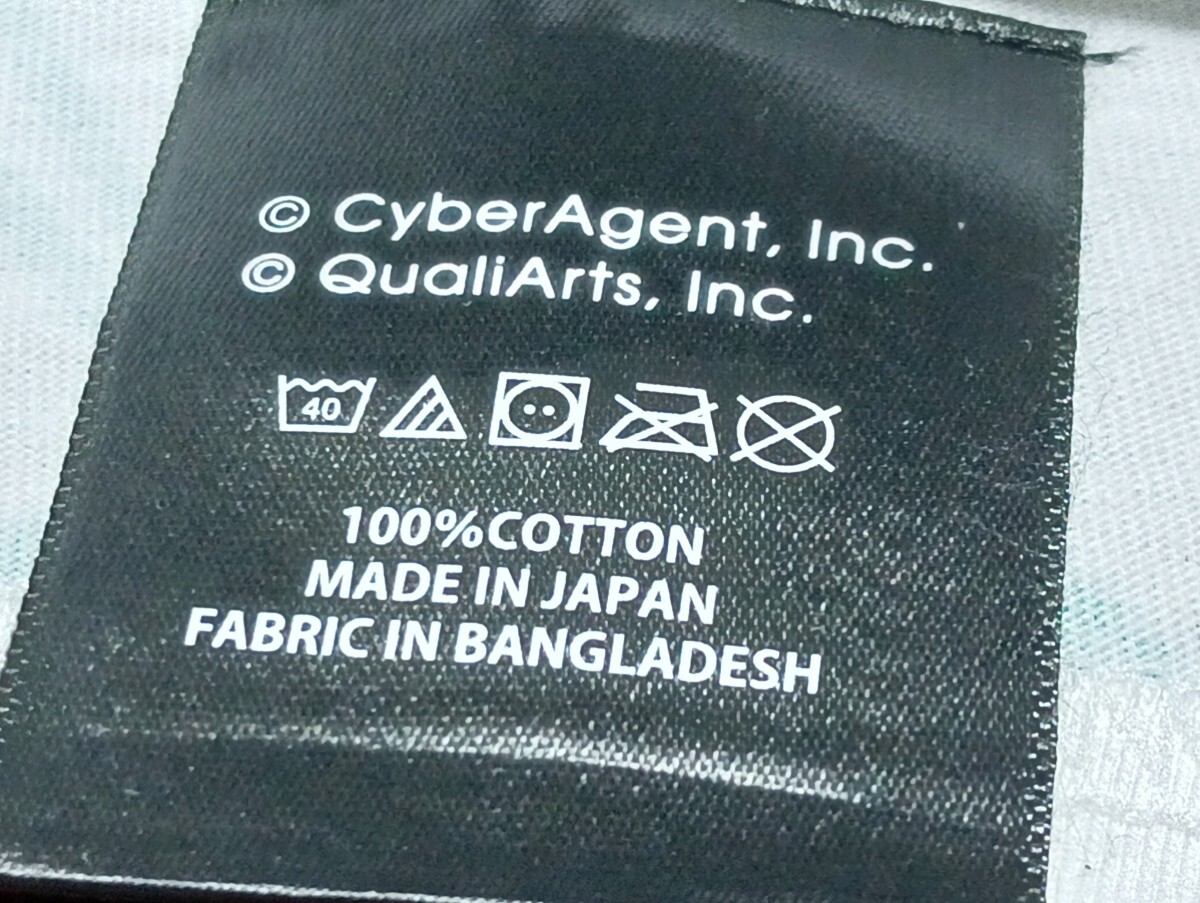 © CyberAgent, Inc.
© QualiArts, Inc.
40
100%COTTON
MADE IN JAPAN
FABRIC IN BANGLADESH